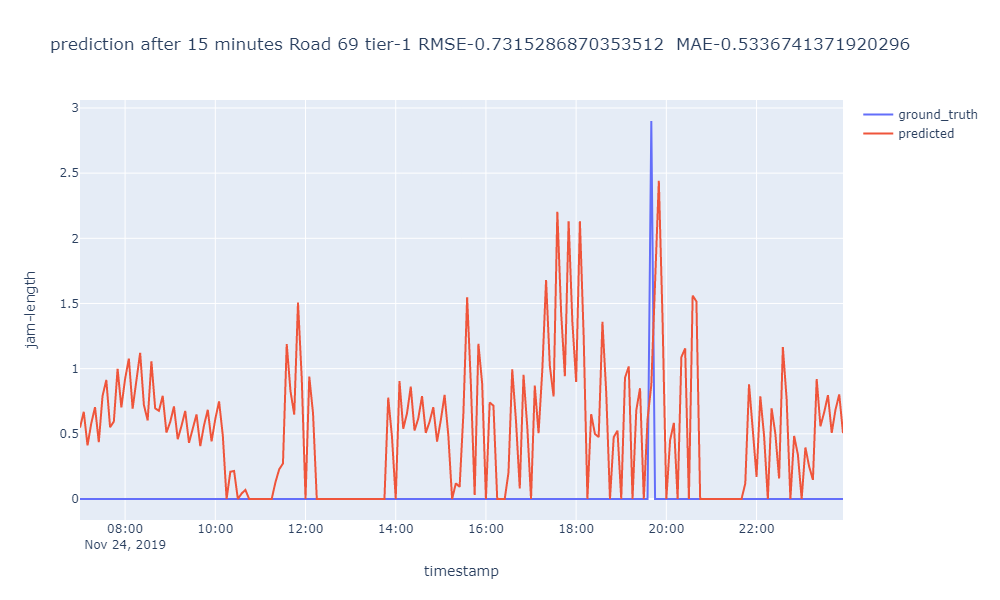 prediction after 15 minutes Road 69 tier-1 RMSE-0.7315286870353512  MAE-0.5336741371920296
ground_truth
predicted
3
2.5
2
1.5
1
0.5
0
jam-length
08:00 10:00 12:00 14:00 16:00 18:00 20:00 22:00
Nov 24, 2019
timestamp